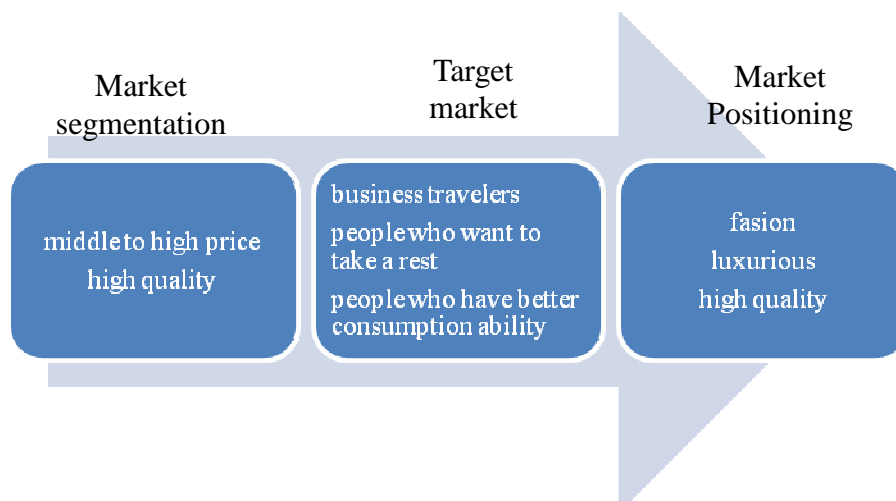 Market
segmentation
Target
market
Market
Positioning
middle to high price
high quality
business travelers
people who want to
take a rest
people who have better
consumption ability
fasion
luxurious
high quality